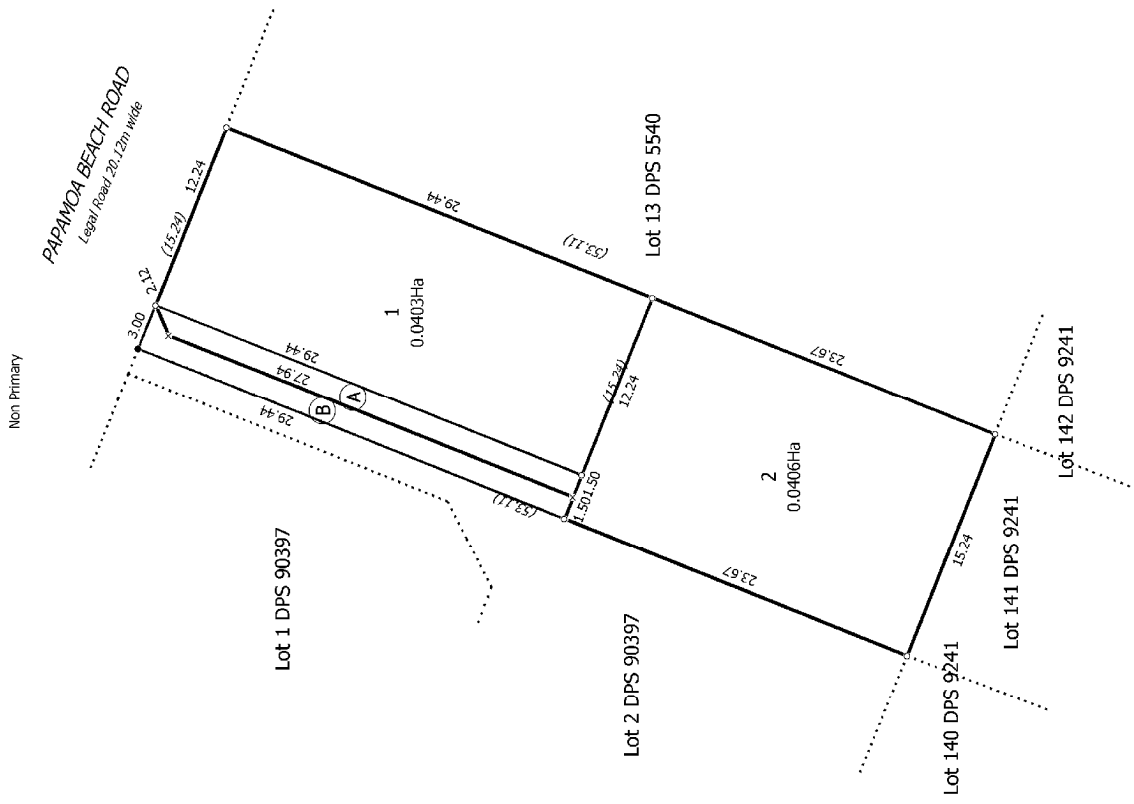 Non Primary
PAPAMOA BEACH ROAD
Legal Road 20.12m wide
12.24
(15.24)
2.12
3.00
29.44
(53.11)
1
0.0403Ha
29.44
27.94
A
B
29.44
(53.11)
Lot 13 DPS 5540
(15.24)
12.24
1.50
1.50
23.67
2
0.0406Ha
23.67
15.24
Lot 1 DPS 90397
Lot 2 DPS 90397
Lot 140 DPS 9241
Lot 141 DPS 9241
Lot 142 DPS 9241